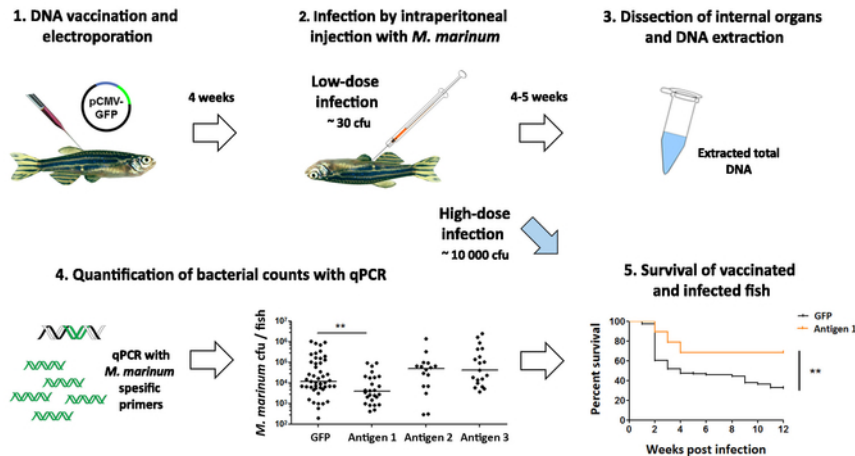 1. DNA vaccination and
electroporation
pCMV-
GFP
4 weeks
2. Infection by intraperitoneal
injection with M. marinum
Low-dose
infection
~ 30 cfu
4-5 weeks
3. Dissection of internal organs
and DNA extraction
Extracted total
DNA
High-dose
infection
~ 10 000 cfu
4. Quantification of bacterial counts with qPCR
qPCR with
M. marinum
spesific
primers
M. marinum cfu / fish
10⁷
10⁶
10⁵
10⁴
10³
10²
**
GFP
Antigen 1
Antigen 2
Antigen 3
5. Survival of vaccinated
and infected fish
GFP
Antigen 1
Percent survival
100
80
60
40
20
0
**
0 2 4 6 8 10 12
Weeks post infection